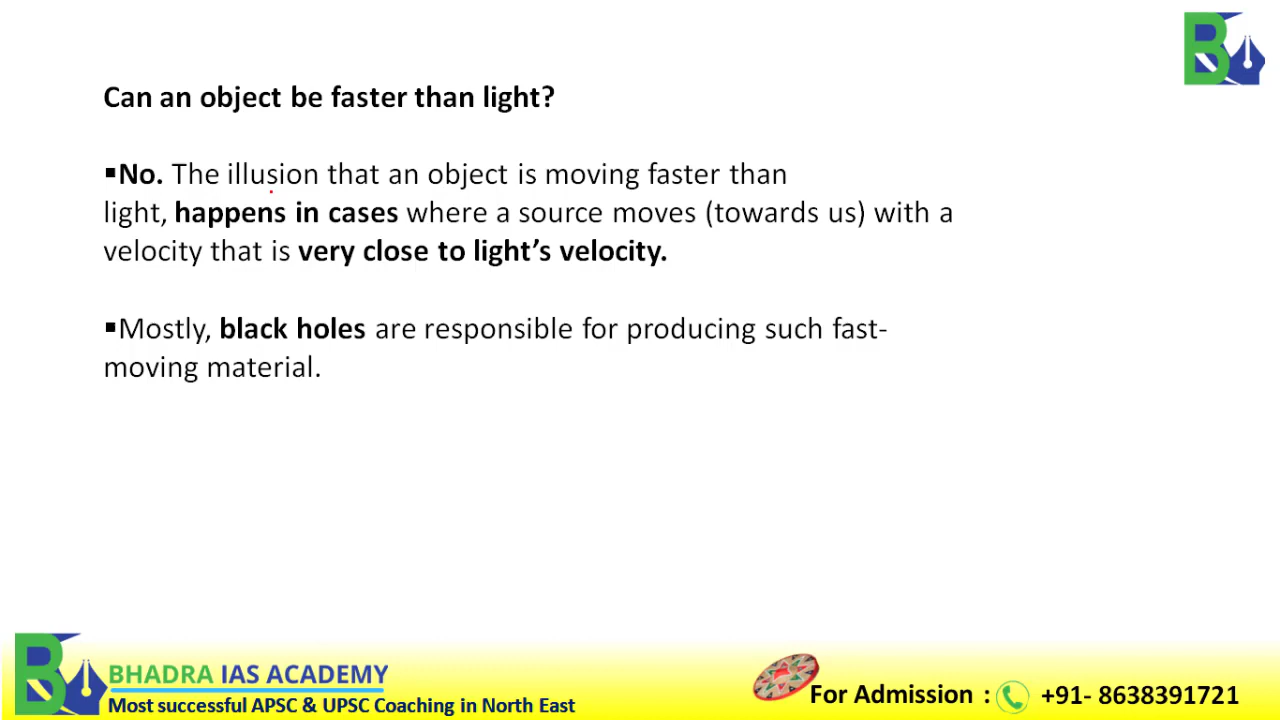 Can an object be faster than light?
▪No. The illusion that an object is moving faster than
light, happens in cases where a source moves (towards us) with a
velocity that is very close to light’s velocity.
▪Mostly, black holes are responsible for producing such fast-
moving material.
BHADRA IAS ACADEMY
Most successful APSC & UPSC Coaching in North East
For Admission : +91- 8638391721